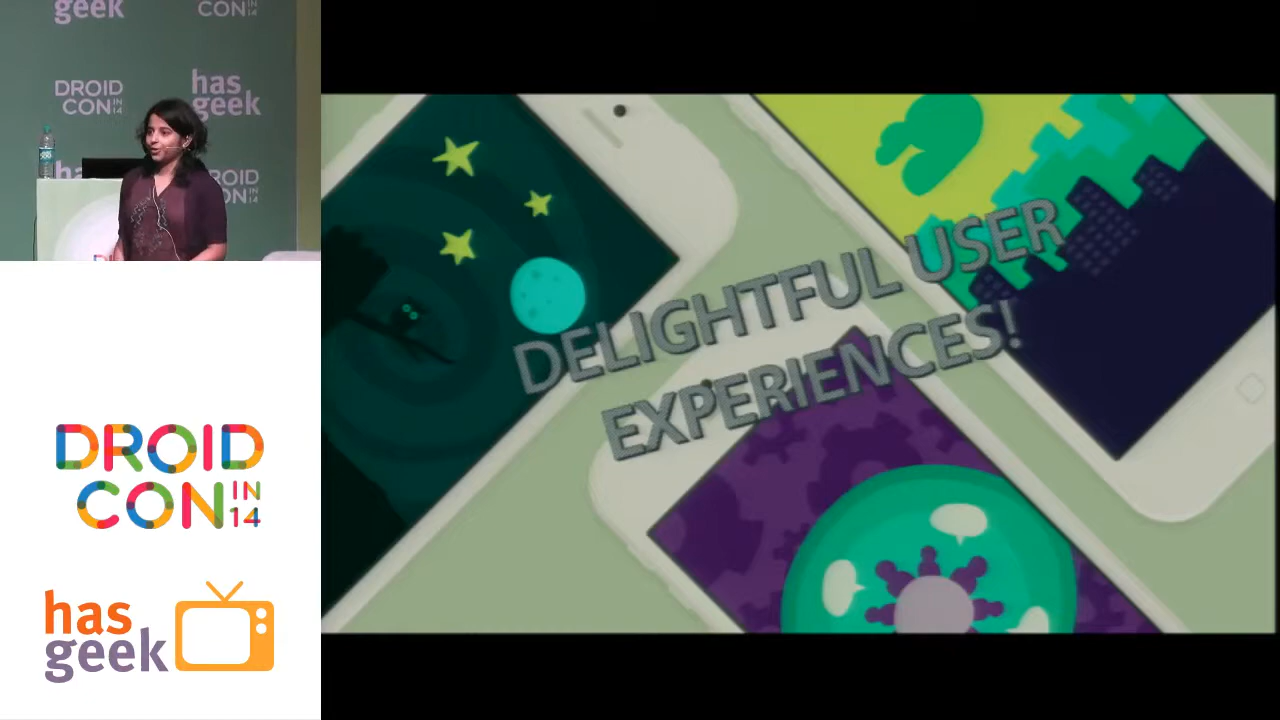 geek
CON IN 14
DROID
CON IN 14
has
geek
has
DROID
CON IN 14
DELIGHTFUL USER
EXPERIENCES!
DROID
CON IN 14
has
geek